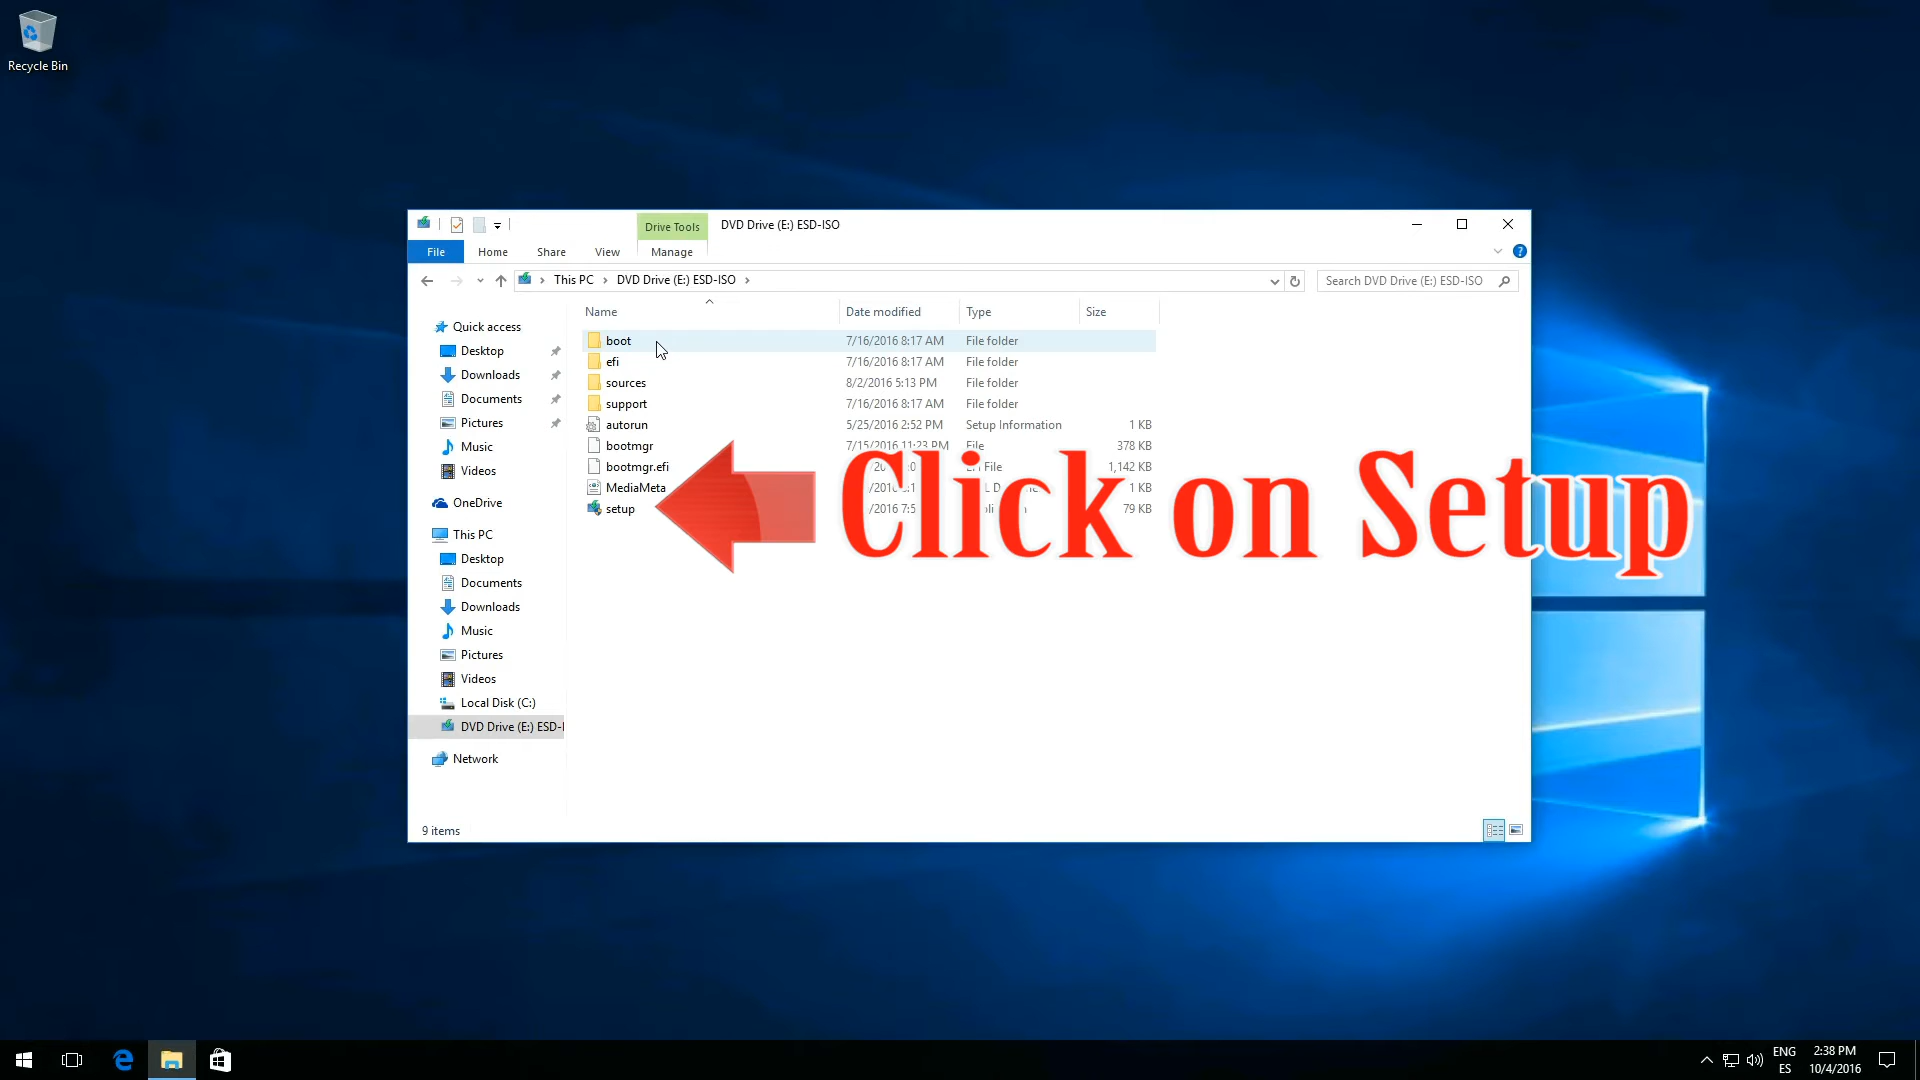 Recycle Bin
Drive Tools
DVD Drive (E:) ESD-ISO
File
Home
Share
View
Manage
This PC
DVD Drive (E:) ESD-ISO
Search DVD Drive (E:) ESD-ISO
Name
Date modified
Type
Size
Quick access
Desktop
Downloads
Documents
Pictures
Music
Videos
OneDrive
This PC
Desktop
Documents
Downloads
Music
Pictures
Videos
Local Disk (C:)
DVD Drive (E:) ESD-I
Network
boot 7/16/2016 8:17 AM File folder
efi 7/16/2016 8:17 AM File folder
sources 8/2/2016 5:13 PM File folder
support 7/16/2016 8:17 AM File folder
autorun 5/25/2016 2:52 PM Setup Information 1 KB
bootmgr 7/15/2016 11:23 PM File 378 KB
bootmgr.efi File 1,142 KB
MediaMeta 1 KB
setup 79 KB
Click on Setup
9 items
ENG
ES
2:38 PM
10/4/2016